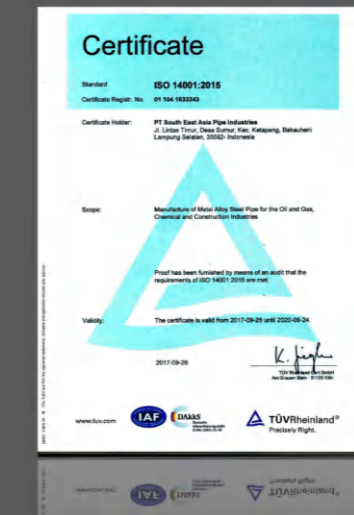 Certificate
Standard ISO 14001:2015
Certificate Registr. No. 01 104 1633343
Certificate Holder: PT South East Asia Pipe Industries
Jl. Lintas Timur, Desa Sumur, Kec. Ketapang, Bakauheni
Lampung Selatan, 35592- Indonesia
Scope: Manufacture of Metal Alloy Steel Pipe for the Oil and Gas,
Chemical and Construction Industries
Proof has been furnished by means of an audit that the
requirements of ISO 14001:2015 are met.
Validity: The certificate is valid from 2017-09-25 until 2020-09-24.
2017-09-26
TÜV Rheinland Cert GmbH
Am Grauen Stein · 51105 Köln
www.tuv.com
IAF
DAkkS
TÜVRheinland®
Precisely Right.